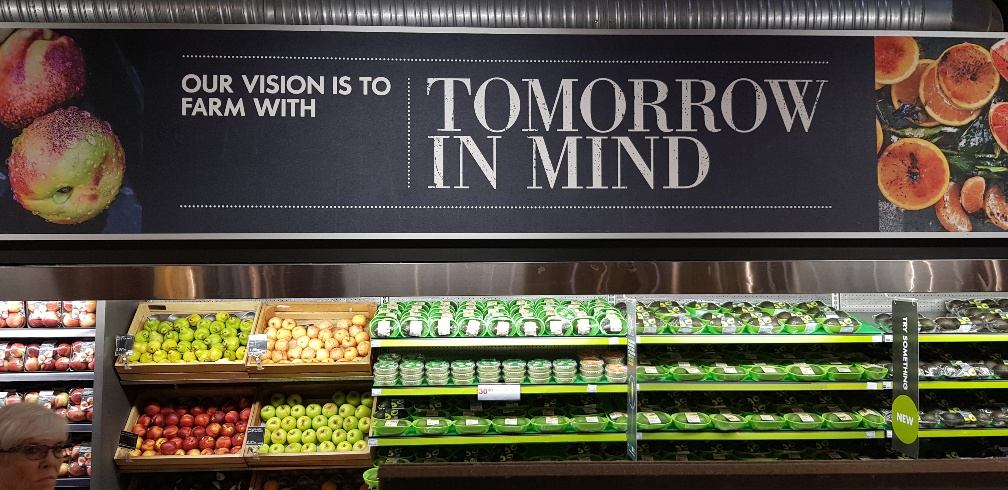 OUR VISION IS TO
FARM WITH
TOMORROW
IN MIND
TRY SOMETHING
NEW